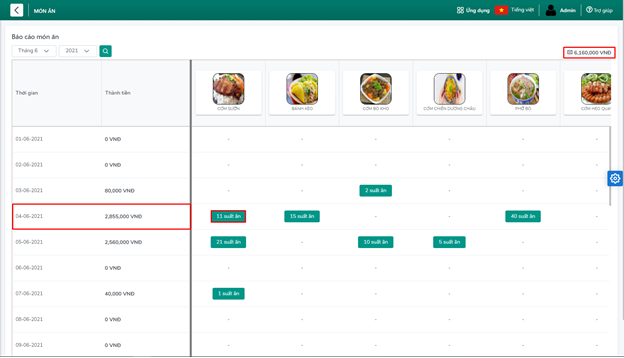 MÓN ĂN
Ứng dụng
Tiếng việt
Admin
Trợ giúp
Báo cáo món ăn
Tháng 6
2021
6,160,000 VNĐ
Thời gian
Thành tiền
CƠM SƯỜN
BÁNH XÈO
CƠM BÒ KHO
CƠM CHIÊN DƯƠNG CHÂU
PHỞ BÒ
CƠM HEO QUAY
01-06-2021 0 VNĐ - - - - - -
02-06-2021 0 VNĐ - - - - - -
03-06-2021 80,000 VNĐ - - 2 suất ăn - - -
04-06-2021 2,855,000 VNĐ 11 suất ăn 15 suất ăn - - 40 suất ăn -
05-06-2021 2,560,000 VNĐ 21 suất ăn - 10 suất ăn 5 suất ăn - -
06-06-2021 0 VNĐ - - - - - -
07-06-2021 40,000 VNĐ 1 suất ăn - - - - -
08-06-2021 0 VNĐ - - - - - -
09-06-2021 0 VNĐ - - - - - -